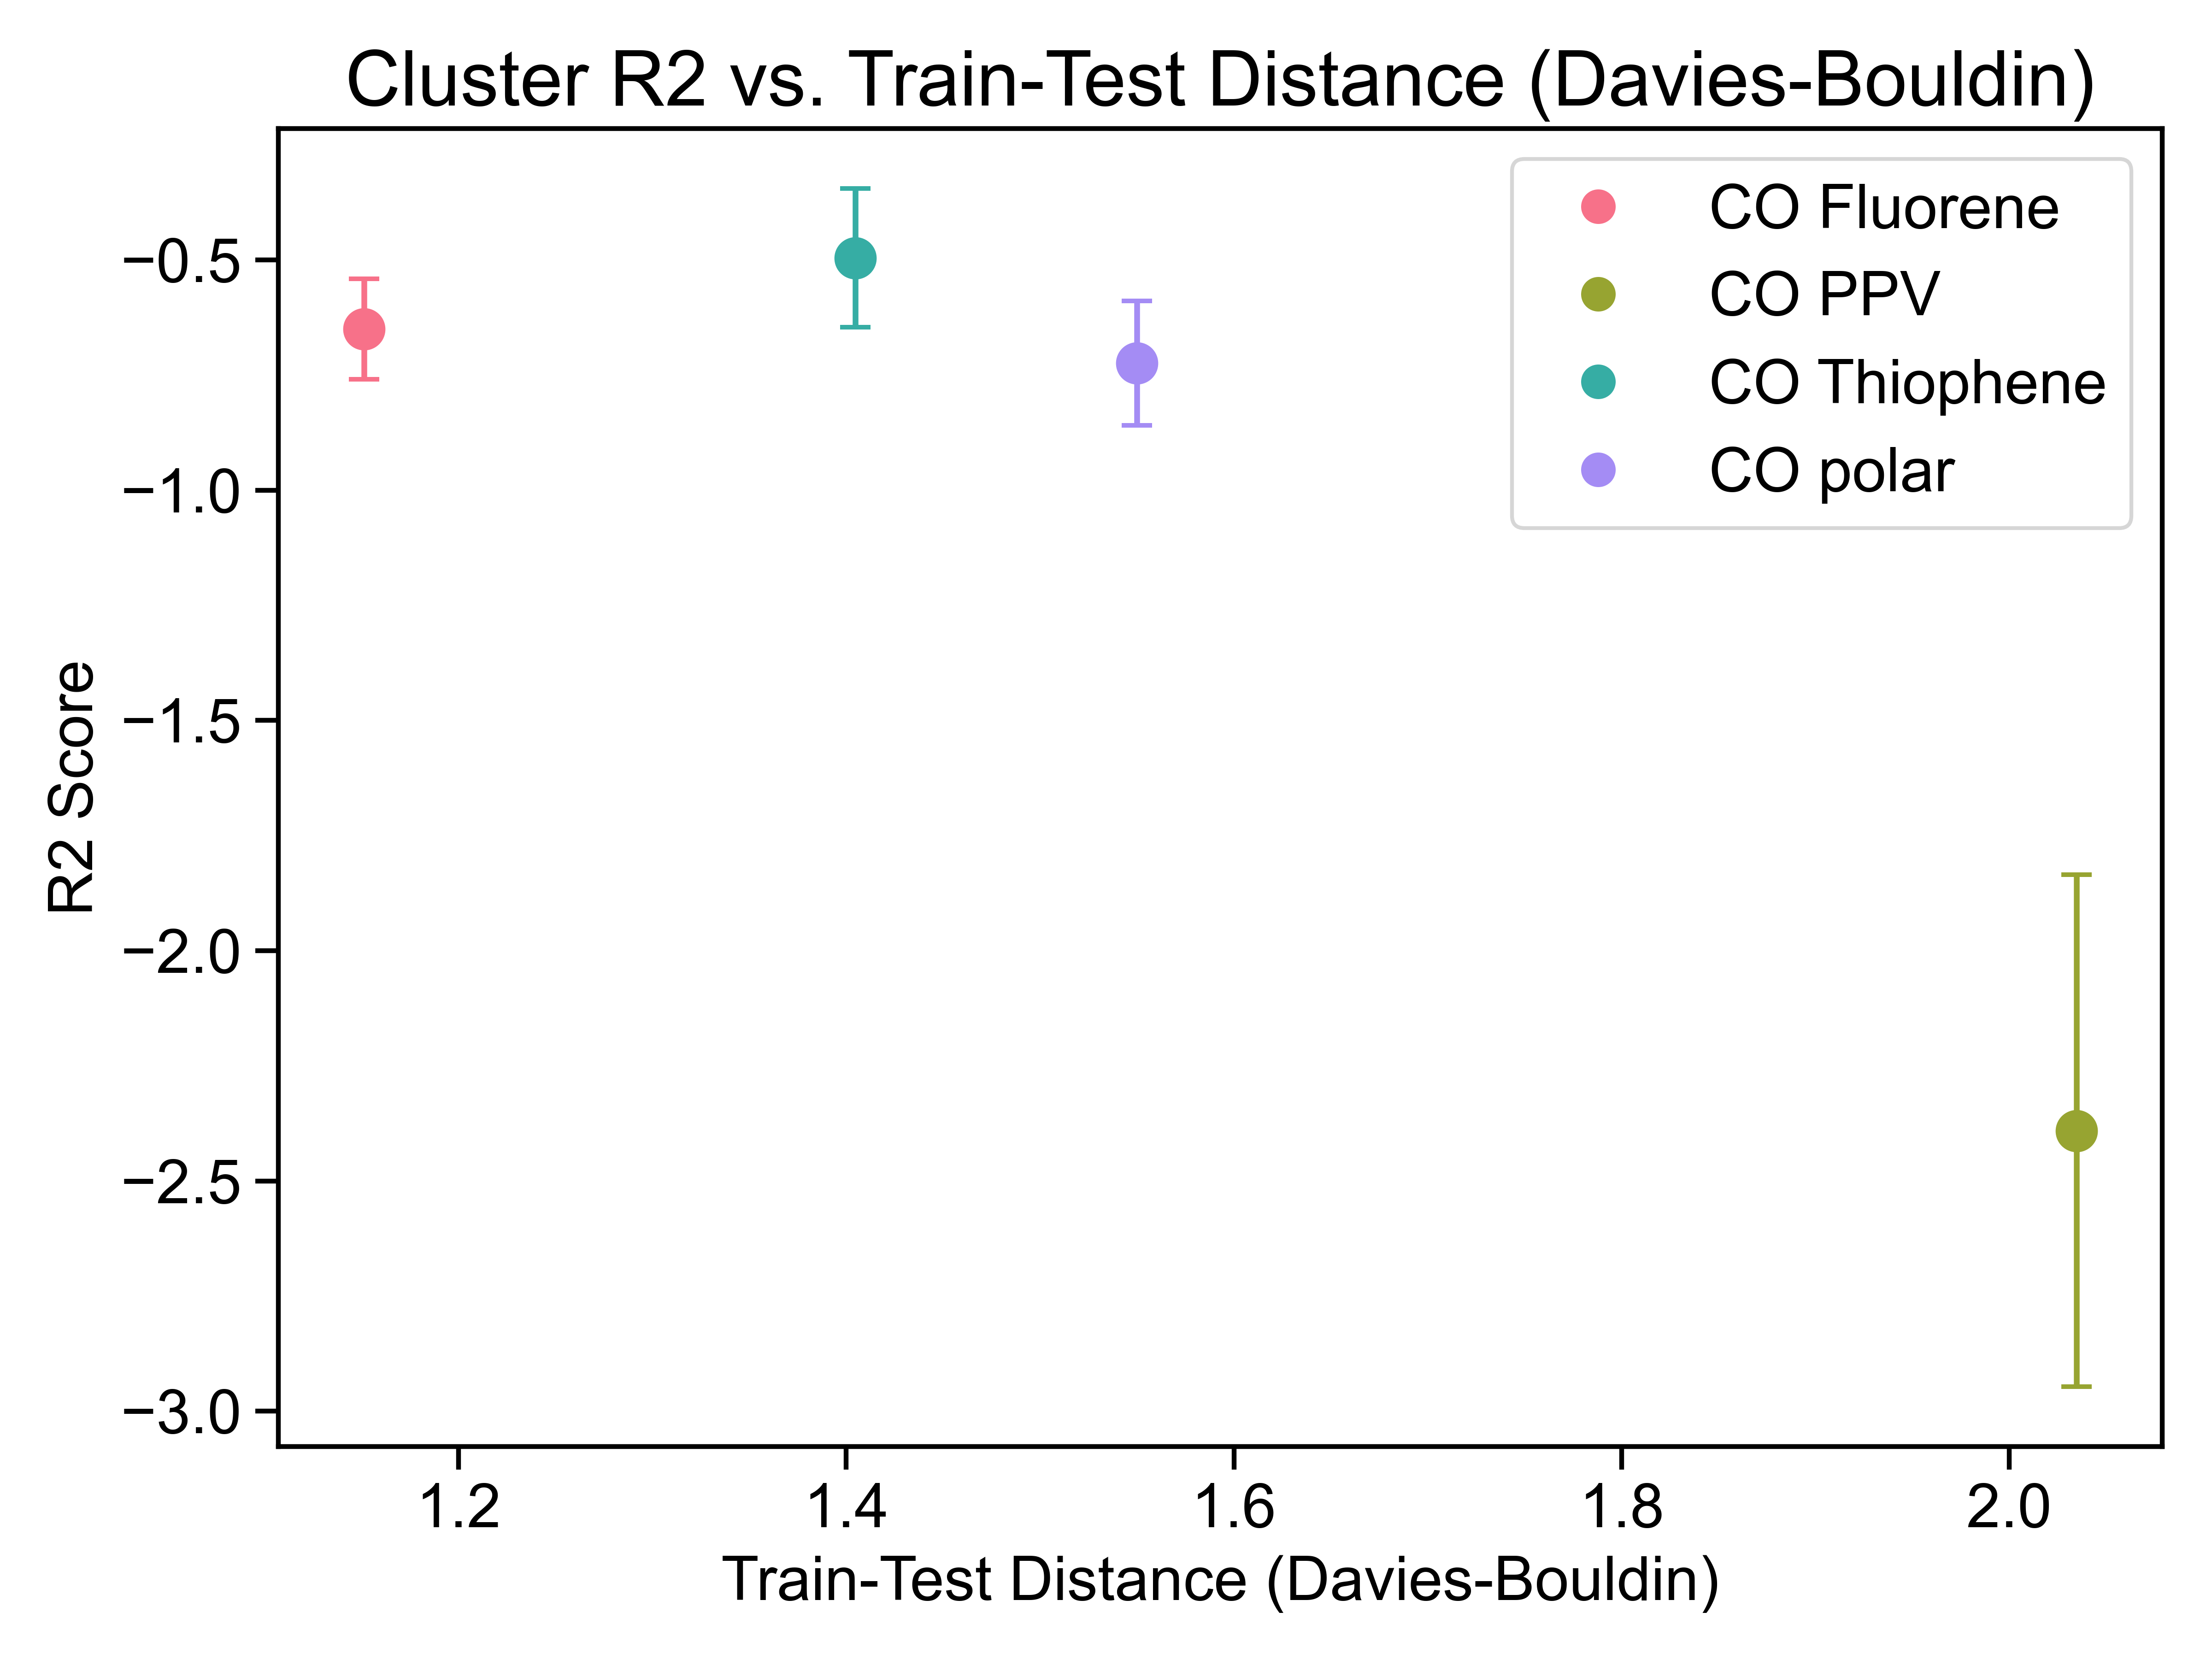 Cluster R2 vs. Train-Test Distance (Davies-Bouldin)
CO Fluorene
CO PPV
CO Thiophene
CO polar
R2 Score
−0.5
−1.0
−1.5
−2.0
−2.5
−3.0
1.2 1.4 1.6 1.8 2.0
Train-Test Distance (Davies-Bouldin)